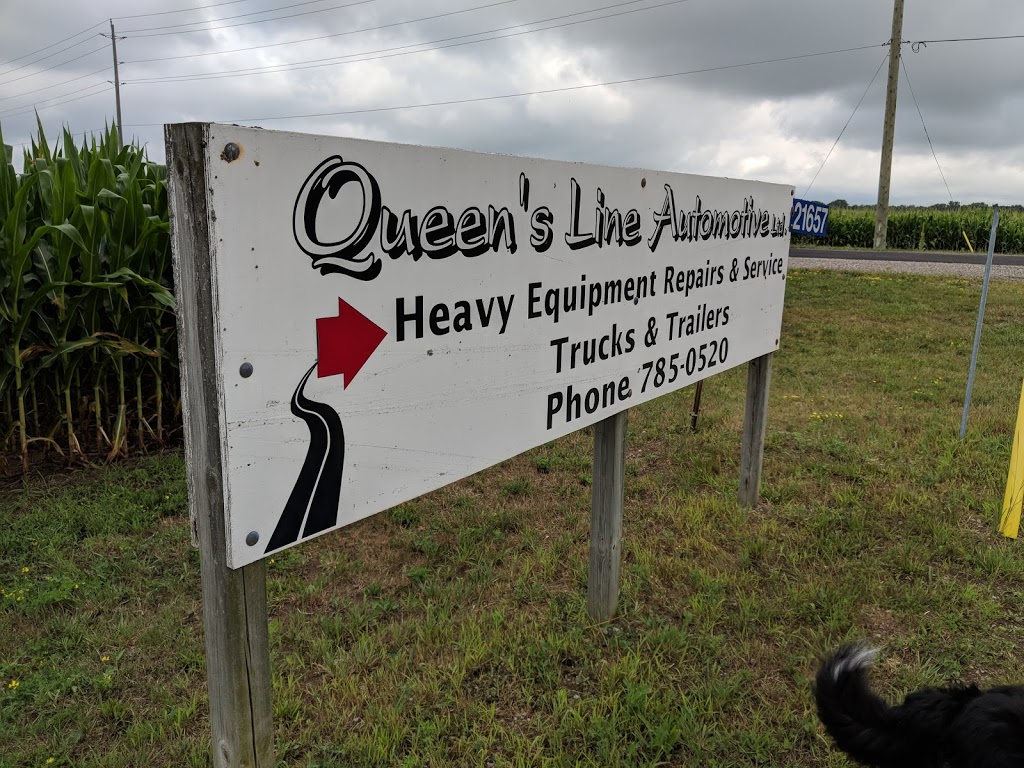 Queen's Line Automotive Ltd.
Heavy Equipment Repairs & Service
Trucks & Trailers
Phone 785-0520
21657